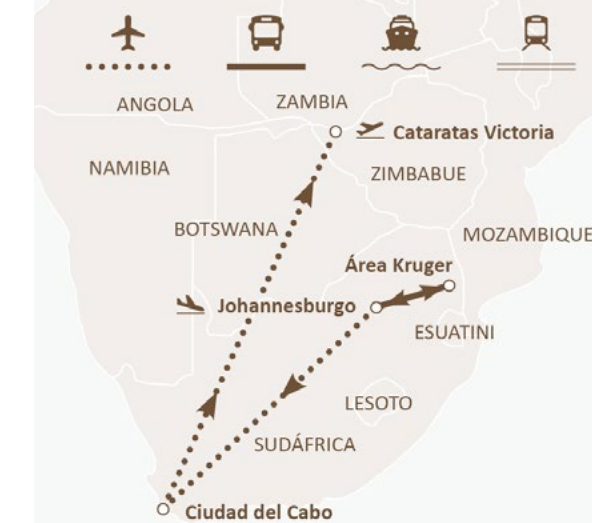 ANGOLA
ZAMBIA
Cataratas Victoria
NAMIBIA
ZIMBABUE
BOTSWANA
MOZAMBIQUE
Área Kruger
Johannesburgo
ESUATINI
LESOTO
SUDÁFRICA
Ciudad del Cabo